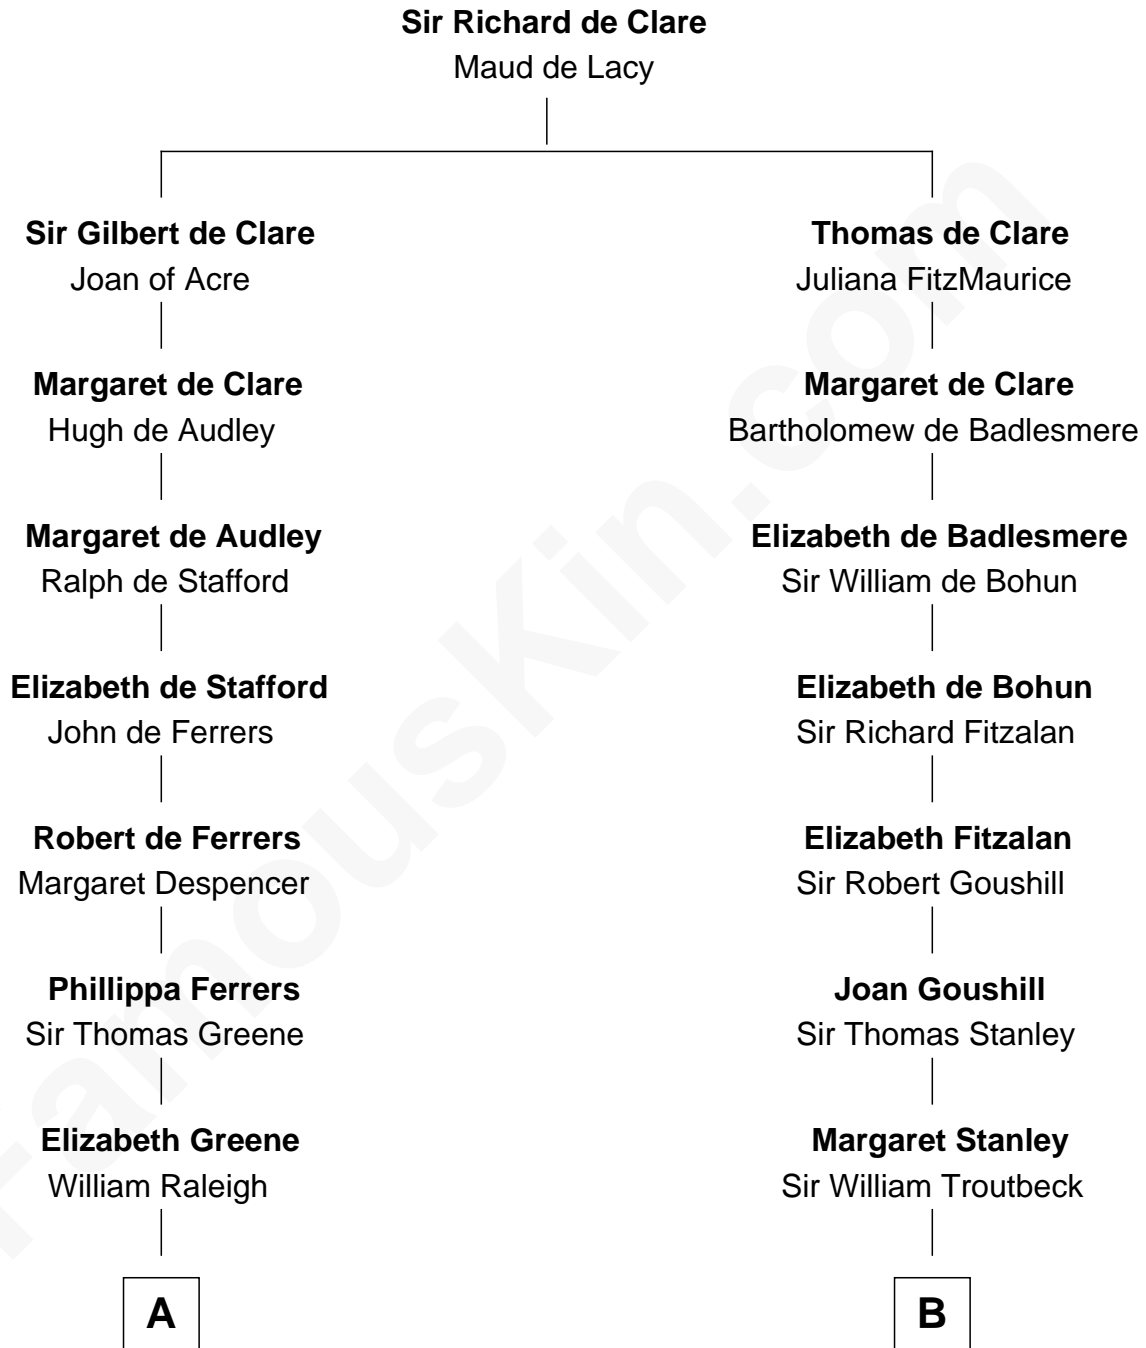 Sir Richard de Clare
Maud de Lacy
Sir Gilbert de Clare
Joan of Acre
Thomas de Clare
Juliana FitzMaurice
Margaret de Clare
Hugh de Audley
Margaret de Clare
Bartholomew de Badlesmere
Margaret de Audley
Ralph de Stafford
Elizabeth de Badlesmere
Sir William de Bohun
Elizabeth de Stafford
John de Ferrers
Elizabeth de Bohun
Sir Richard Fitzalan
Robert de Ferrers
Margaret Despencer
Elizabeth Fitzalan
Sir Robert Goushill
Phillippa Ferrers
Sir Thomas Greene
Joan Goushill
Sir Thomas Stanley
Elizabeth Greene
William Raleigh
Margaret Stanley
Sir William Troutbeck
A
B
FamousKin.com